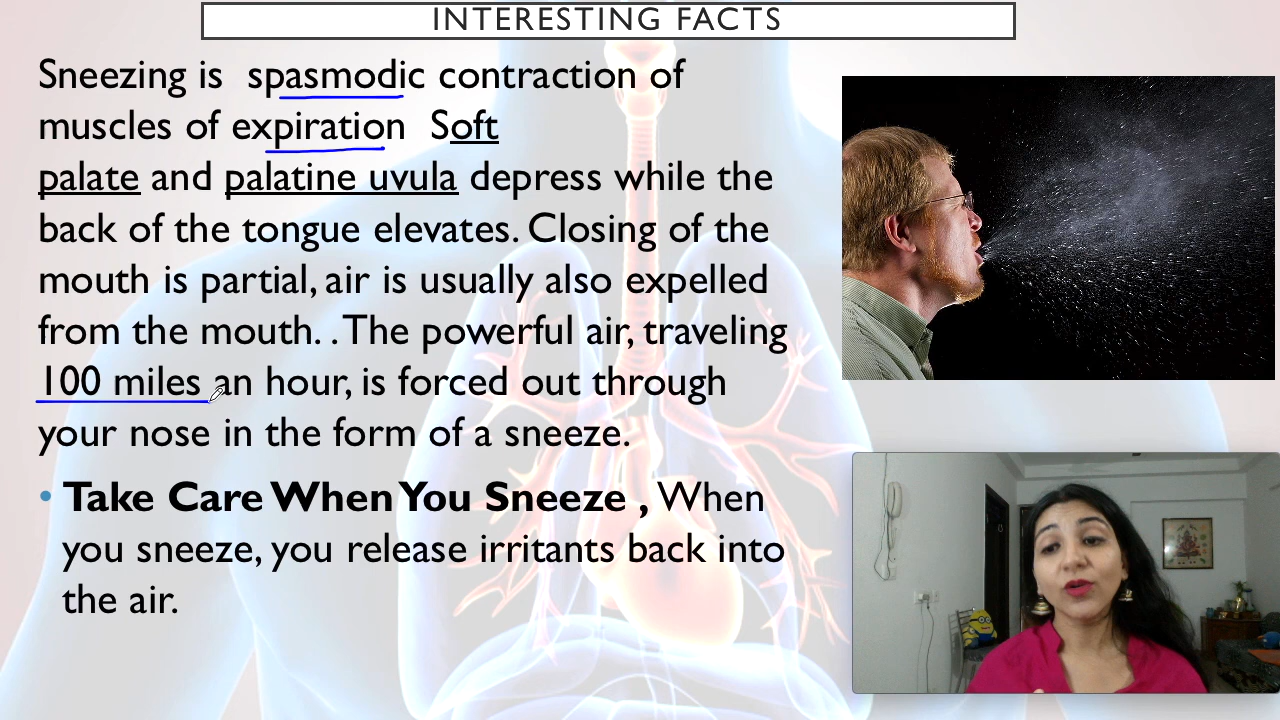 INTERESTING FACTS
Sneezing is spasmodic contraction of
muscles of expiration Soft
palate and palatine uvula depress while the
back of the tongue elevates. Closing of the
mouth is partial, air is usually also expelled
from the mouth. . The powerful air, traveling
100 miles an hour, is forced out through
your nose in the form of a sneeze.
• Take Care When You Sneeze , When
you sneeze, you release irritants back into
the air.